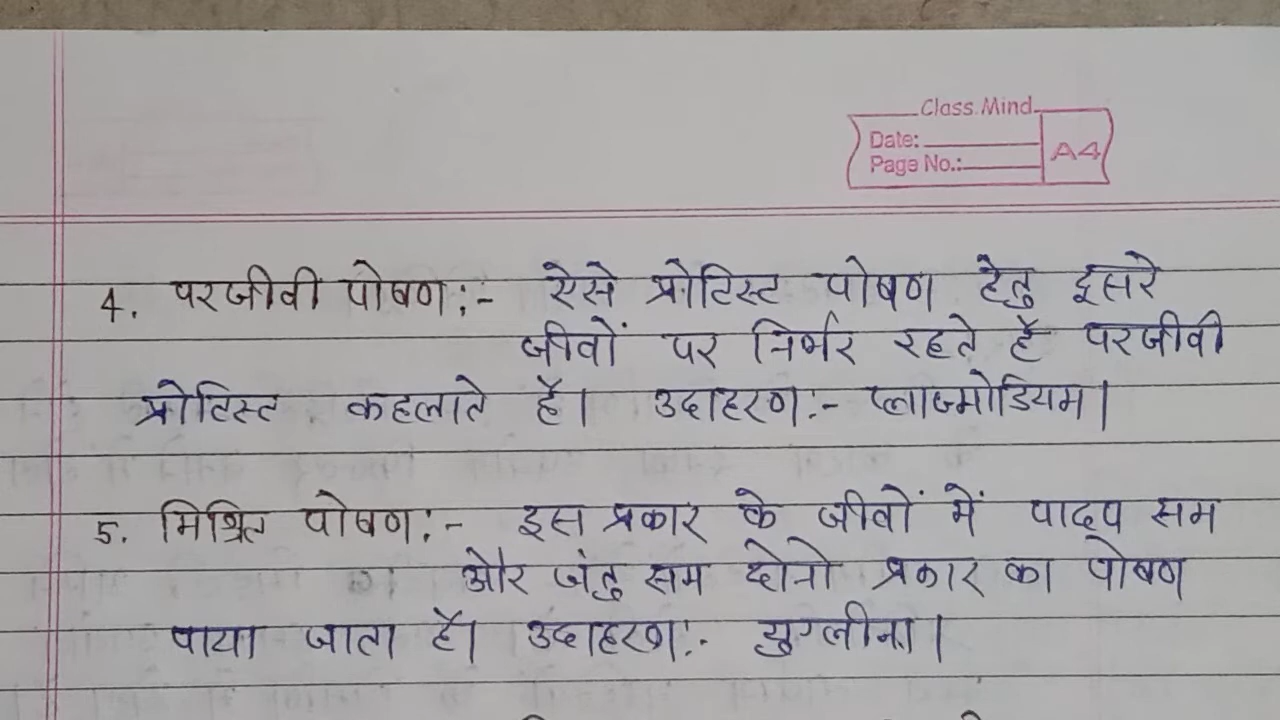 Class Mind
Date:
Page No.:
A4
4. परजीवी पोषण:- ऐसे प्रोटिस्ट पोषण हेतु दूसरे
जीवों पर निर्भर रहते हैं परजीवी
प्रोटिस्ट कहलाते हैं। उदाहरण:- प्लाज्मोडियम।
5. मिश्रित पोषण:- इस प्रकार के जीवों में पादप सम
और जंतु सम दोनो प्रकार का पोषण
पाया जाता है। उदाहरण:- युग्लीना।